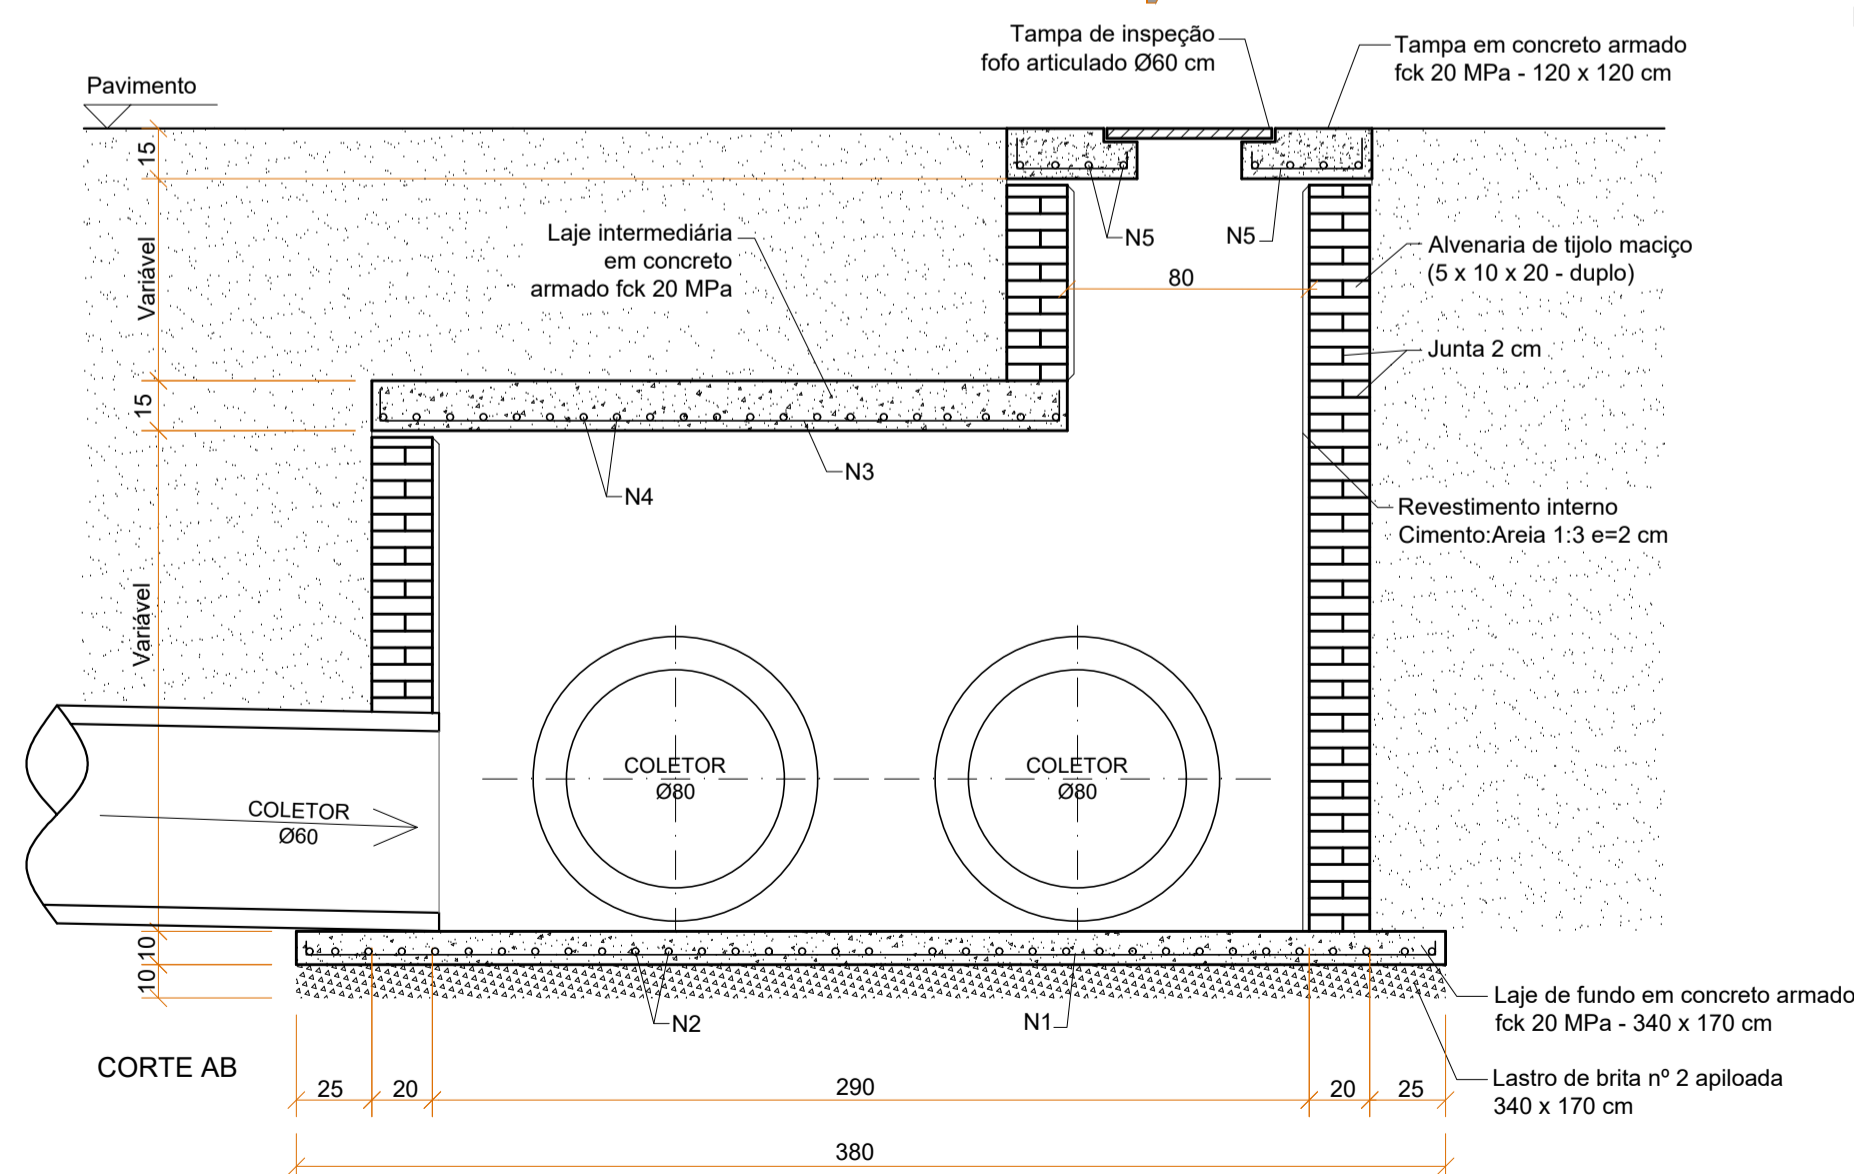 Tampa de inspeção
fofo articulado Ø60 cm
Tampa em concreto armado
fck 20 MPa - 120 x 120 cm
Pavimento
15
N5
N5
Laje intermediária
em concreto
armado fck 20 MPa
Alvenaria de tijolo maciço
(5 x 10 x 20 - duplo)
Variável
80
Junta 2 cm
15
N3
N4
Revestimento interno
Cimento:Areia 1:3 e=2 cm
Variável
COLETOR
Ø80
COLETOR
Ø80
COLETOR
Ø60
10
10
N2
N1
Laje de fundo em concreto armado
fck 20 MPa - 340 x 170 cm
CORTE AB
Lastro de brita nº 2 apiloada
340 x 170 cm
25
20
290
20
25
380